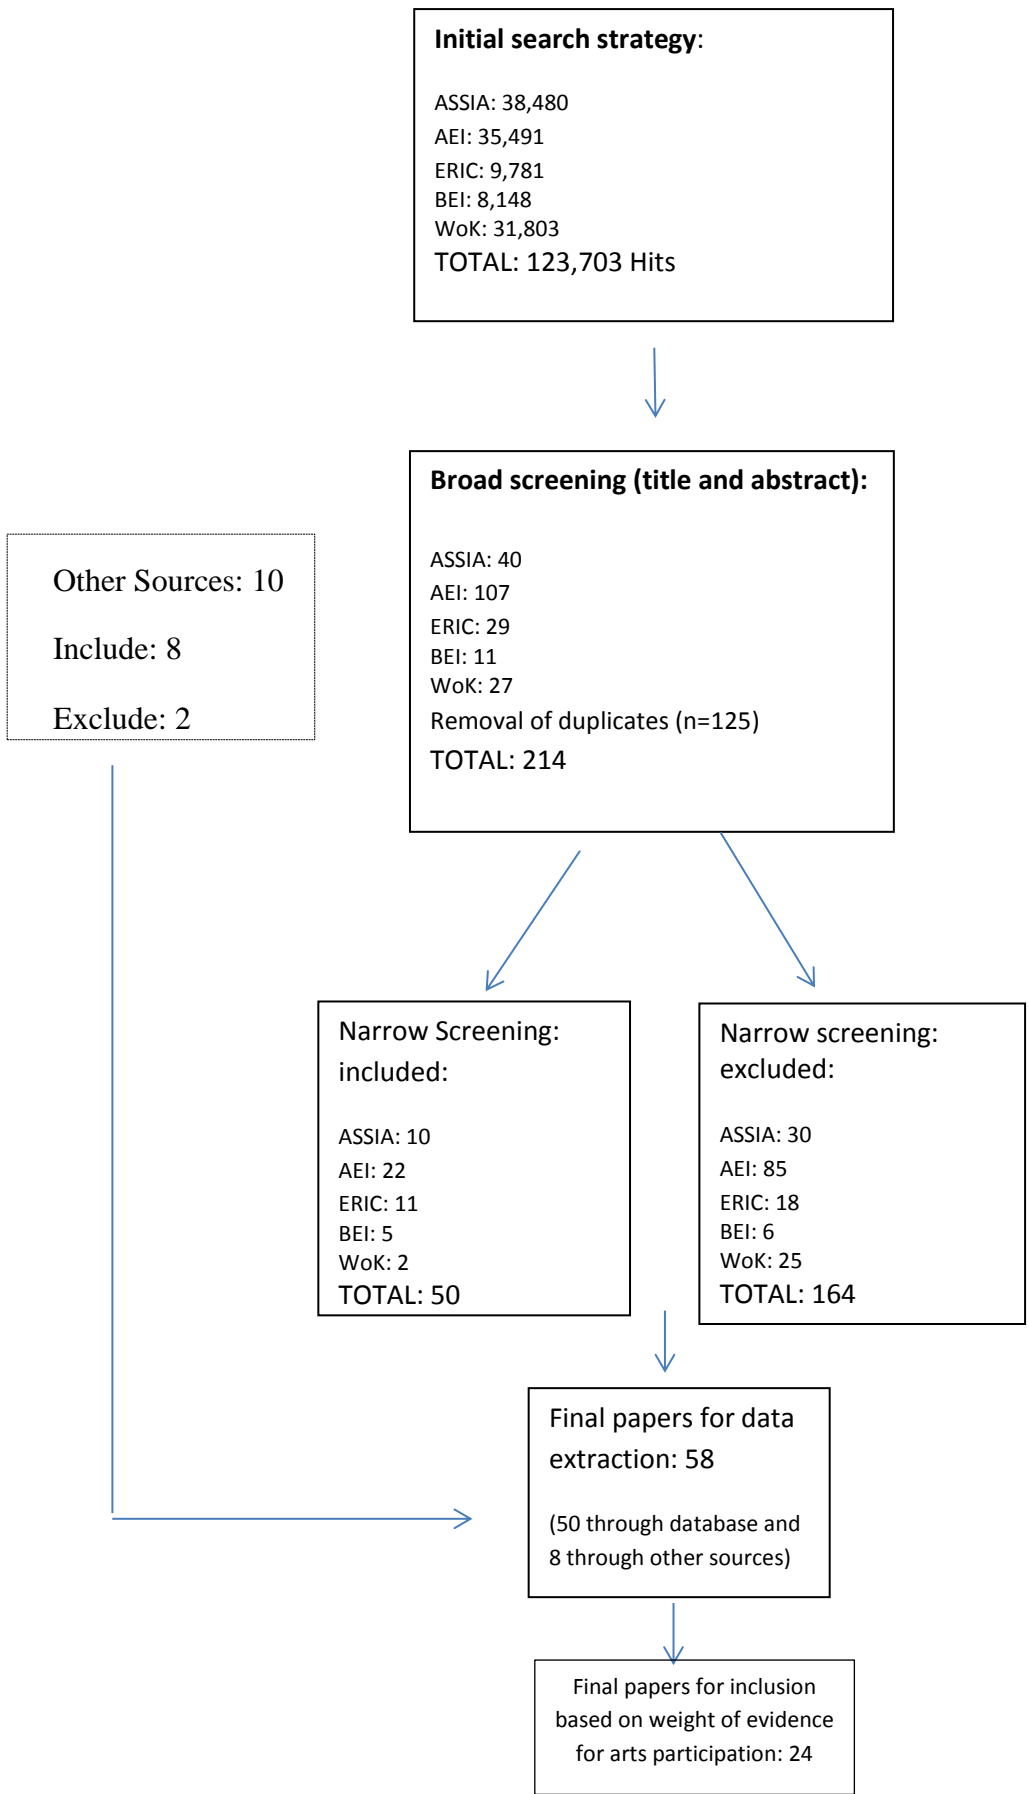 Initial search strategy:
ASSIA: 38,480
AEI: 35,491
ERIC: 9,781
BEI: 8,148
WoK: 31,803
TOTAL: 123,703 Hits
Broad screening (title and abstract):
ASSIA: 40
AEI: 107
ERIC: 29
BEI: 11
WoK: 27
Removal of duplicates (n=125)
TOTAL: 214
Other Sources: 10
Include: 8
Exclude: 2
Narrow Screening:
included:
ASSIA: 10
AEI: 22
ERIC: 11
BEI: 5
WoK: 2
TOTAL: 50
Narrow screening:
excluded:
ASSIA: 30
AEI: 85
ERIC: 18
BEI: 6
WoK: 25
TOTAL: 164
Final papers for data
extraction: 58
(50 through database and
8 through other sources)
Final papers for inclusion
based on weight of evidence
for arts participation: 24